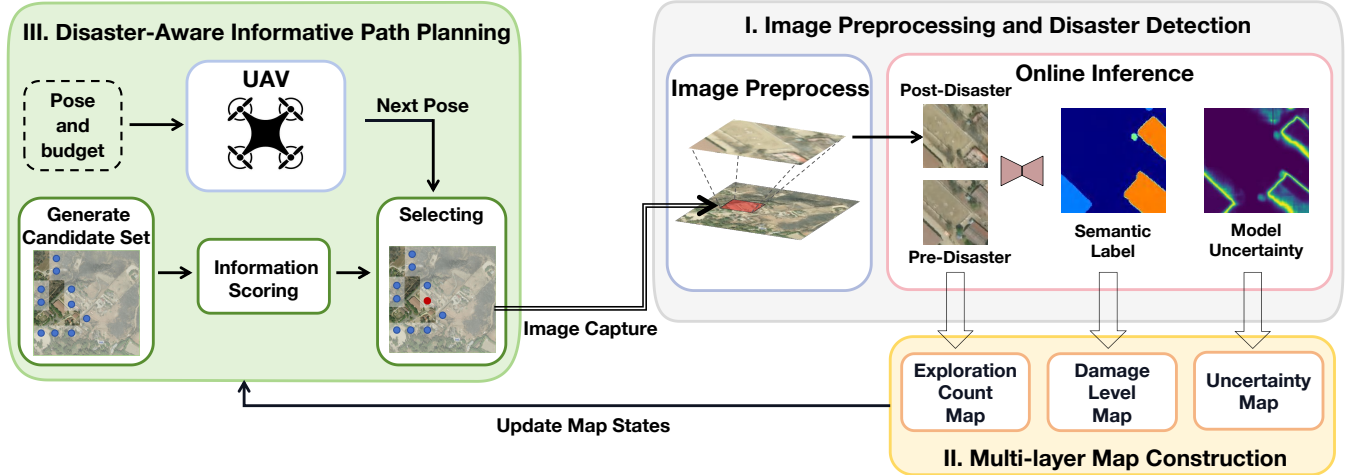 III. Disaster-Aware Informative Path Planning
Pose
and
budget
UAV
Next Pose
Generate
Candidate Set
Information
Scoring
Selecting
Image Capture
I. Image Preprocessing and Disaster Detection
Image Preprocess
Online Inference
Post-Disaster
Pre-Disaster
Semantic
Label
Model
Uncertainty
Exploration
Count
Map
Damage
Level
Map
Uncertainty
Map
II. Multi-layer Map Construction
Update Map States